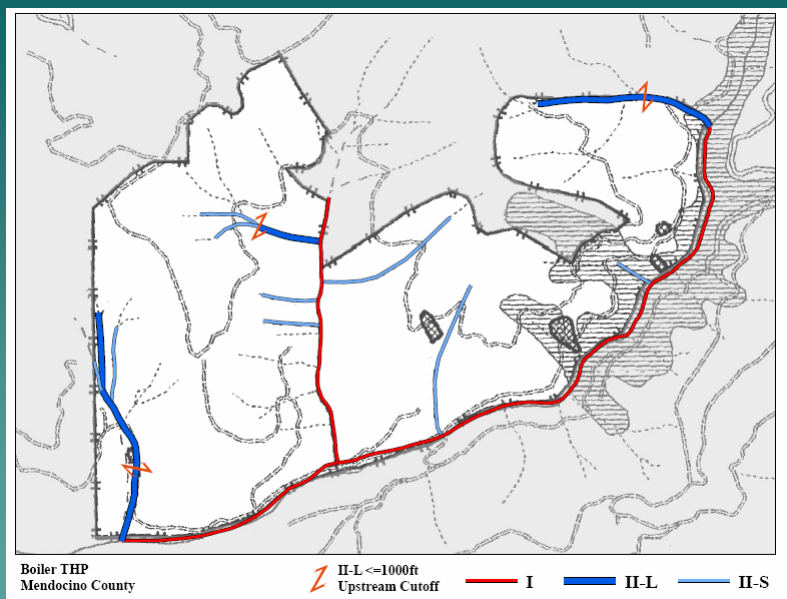 Boiler THP
Mendocino County
II-L <=1000ft
Upstream Cutoff
I
II-L
II-S